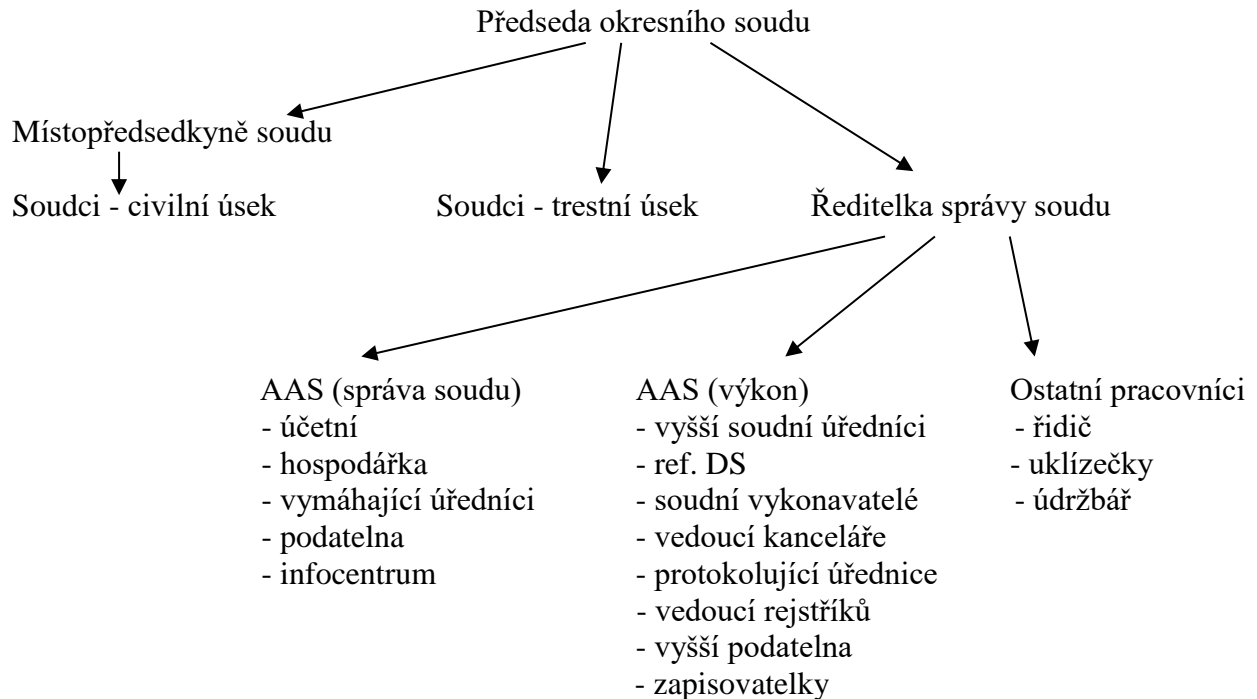 Předseda okresního soudu
Místopředsedkyně soudu
Soudci - civilní úsek
Soudci - trestní úsek
Ředitelka správy soudu
AAS (správa soudu)
- účetní
- hospodářka
- vymáhající úředníci
- podatelna
- infocentrum
AAS (výkon)
- vyšší soudní úředníci
- ref. DS
- soudní vykonavatelé
- vedoucí kanceláře
- protokolující úřednice
- vedoucí rejstříků
- vyšší podatelna
- zapisovatelky
Ostatní pracovníci
- řidič
- uklízečky
- údržbář